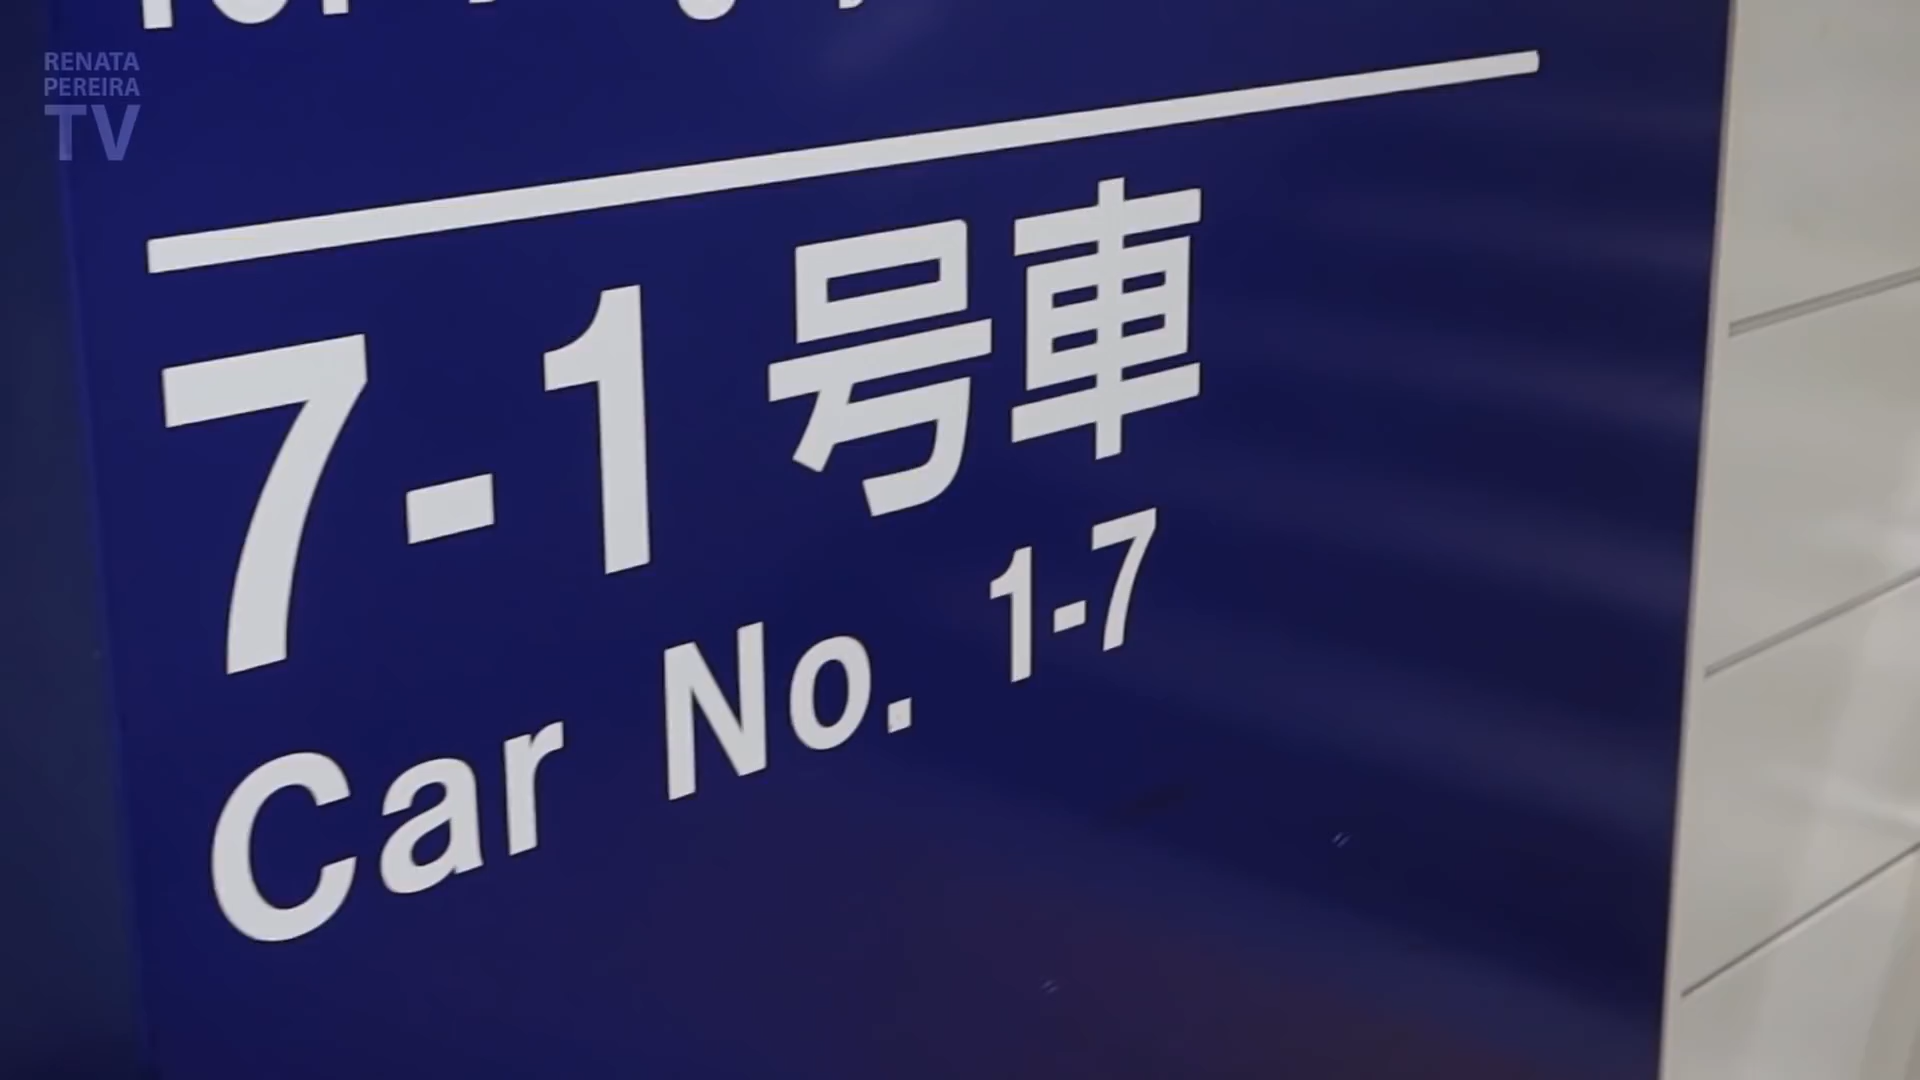 RENATA
PEREIRA
TV
7-1号車
Car No. 1-7